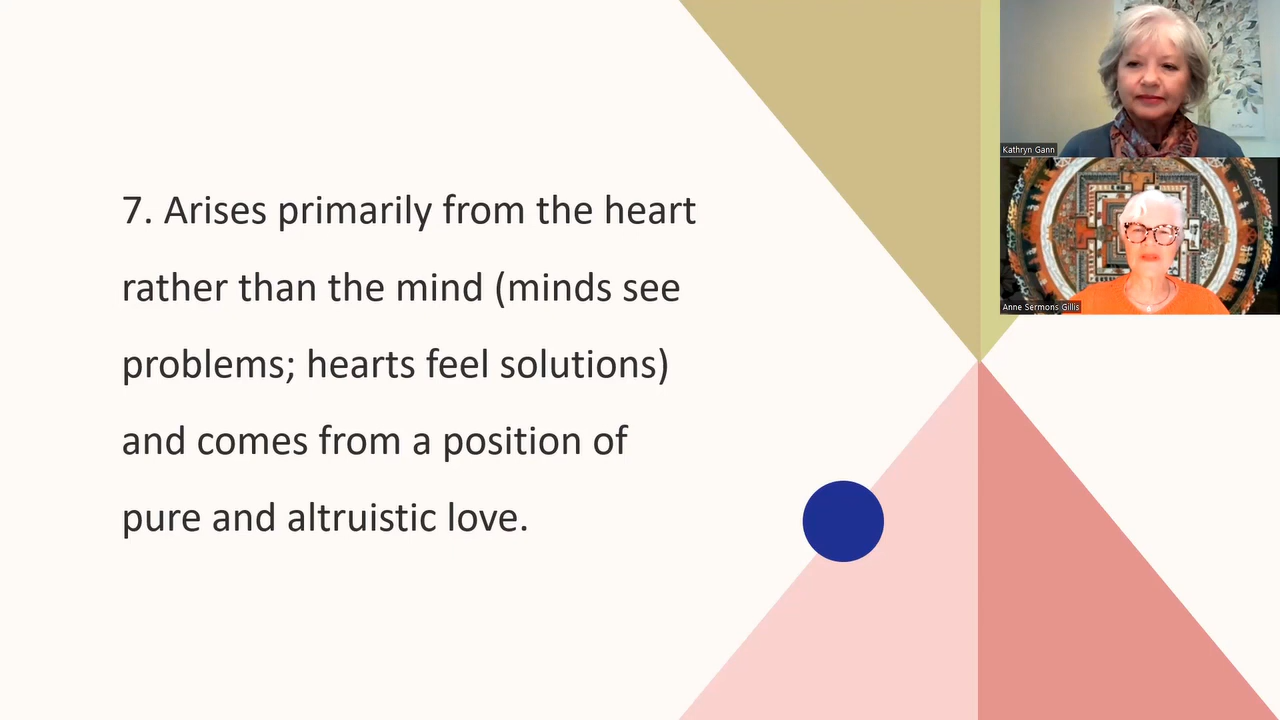 7. Arises primarily from the heart
rather than the mind (minds see
problems; hearts feel solutions)
and comes from a position of
pure and altruistic love.
Kathryn Gann
Anne Sermons Gillis